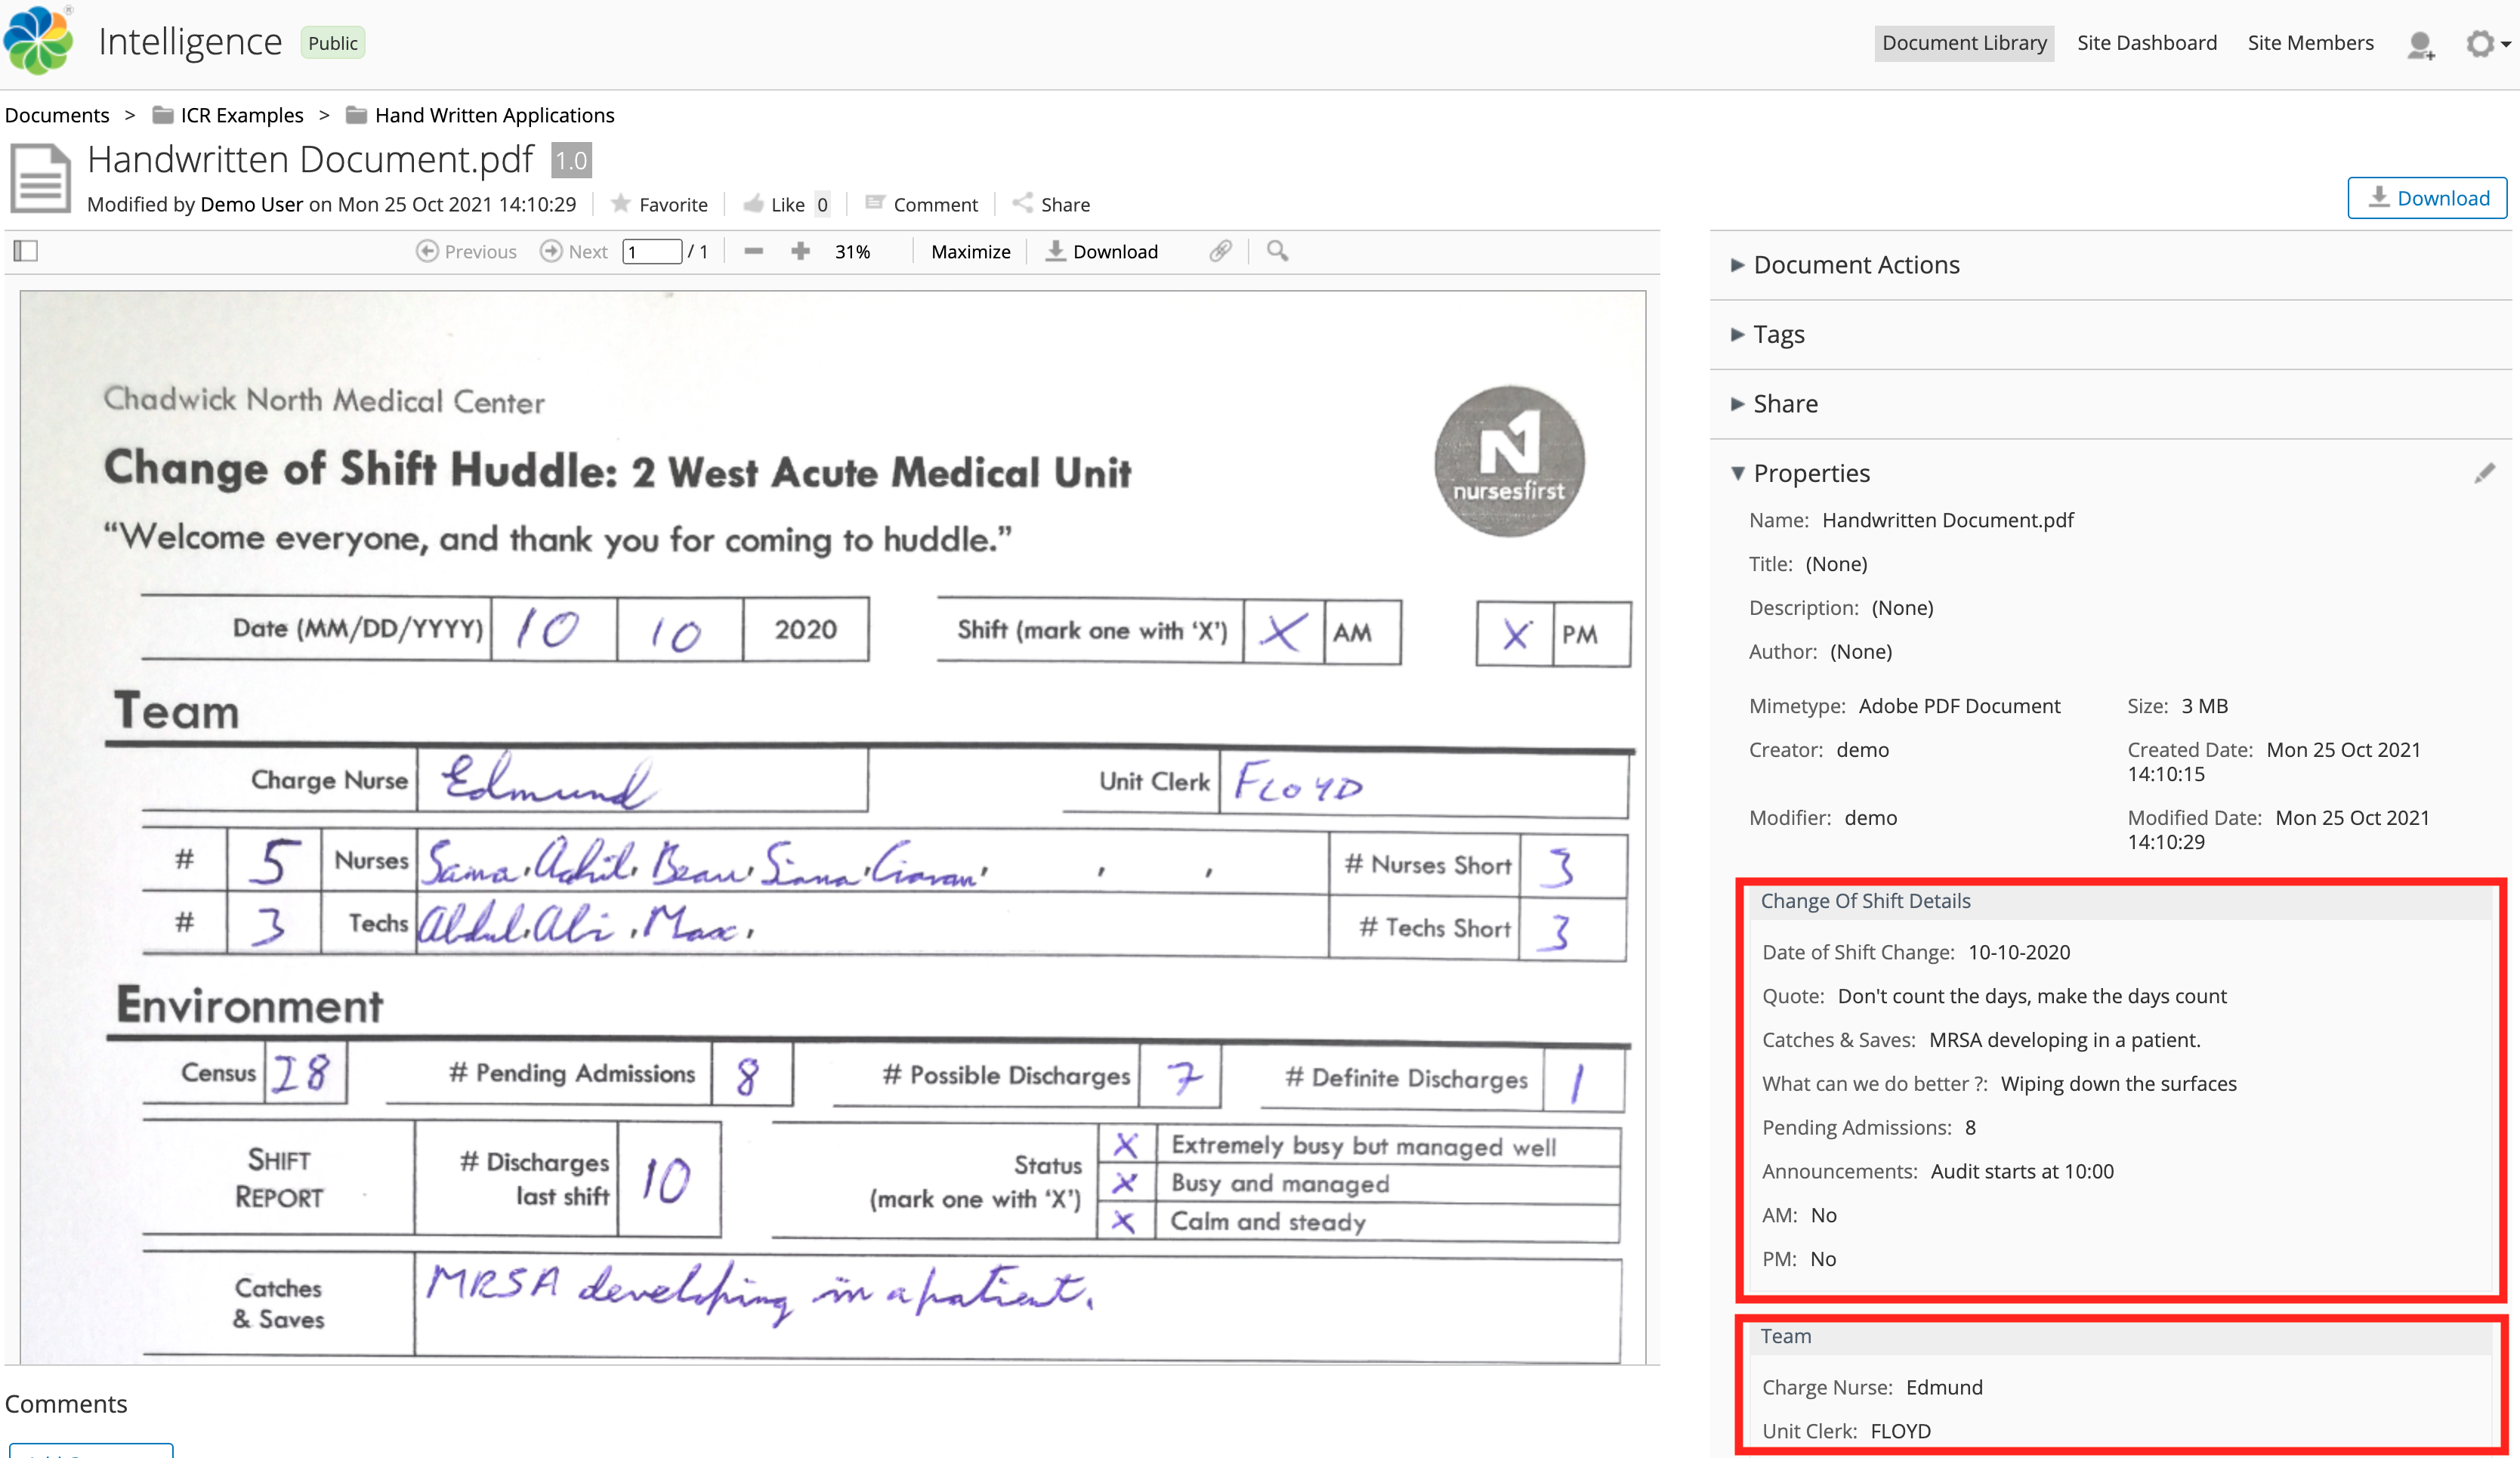 Intelligence Public Document Library Site Dashboard Site Members
Documents > ICR Examples > Hand Written Applications
Handwritten Document.pdf 1.0
Modified by Demo User on Mon 25 Oct 2021 14:10:29 Favorite Like 0 Comment Share
Download
Previous Next 1 / 1 31% Maximize Download
Chadwick North Medical Center
Change of Shift Huddle: 2 West Acute Medical Unit
"Welcome everyone, and thank you for coming to huddle."
N1
nursesfirst
Date (MM/DD/YYYY) 10 10 2020 Shift (mark one with 'X') X AM X PM
Team
Charge Nurse Edmund Unit Clerk FLOYD
# 5 Nurses Sama, Adhil, Beau, Siana, Ciaran, , , # Nurses Short 3
# 3 Techs Abdul, Ali, Max, # Techs Short 3
Environment
Census 28 # Pending Admissions 8 # Possible Discharges 7 # Definite Discharges 1
SHIFT REPORT # Discharges last shift 10 Status (mark one with 'X')
X Extremely busy but managed well
X Busy and managed
X Calm and steady
Catches & Saves MRSA developing in a patient.
Comments
Document Actions
Tags
Share
Properties
Name: Handwritten Document.pdf
Title: (None)
Description: (None)
Author: (None)
Mimetype: Adobe PDF Document Size: 3 MB
Creator: demo Created Date: Mon 25 Oct 2021
14:10:15
Modifier: demo Modified Date: Mon 25 Oct 2021
14:10:29
Change Of Shift Details
Date of Shift Change: 10-10-2020
Quote: Don't count the days, make the days count
Catches & Saves: MRSA developing in a patient.
What can we do better ?: Wiping down the surfaces
Pending Admissions: 8
Announcements: Audit starts at 10:00
AM: No
PM: No
Team
Charge Nurse: Edmund
Unit Clerk: FLOYD